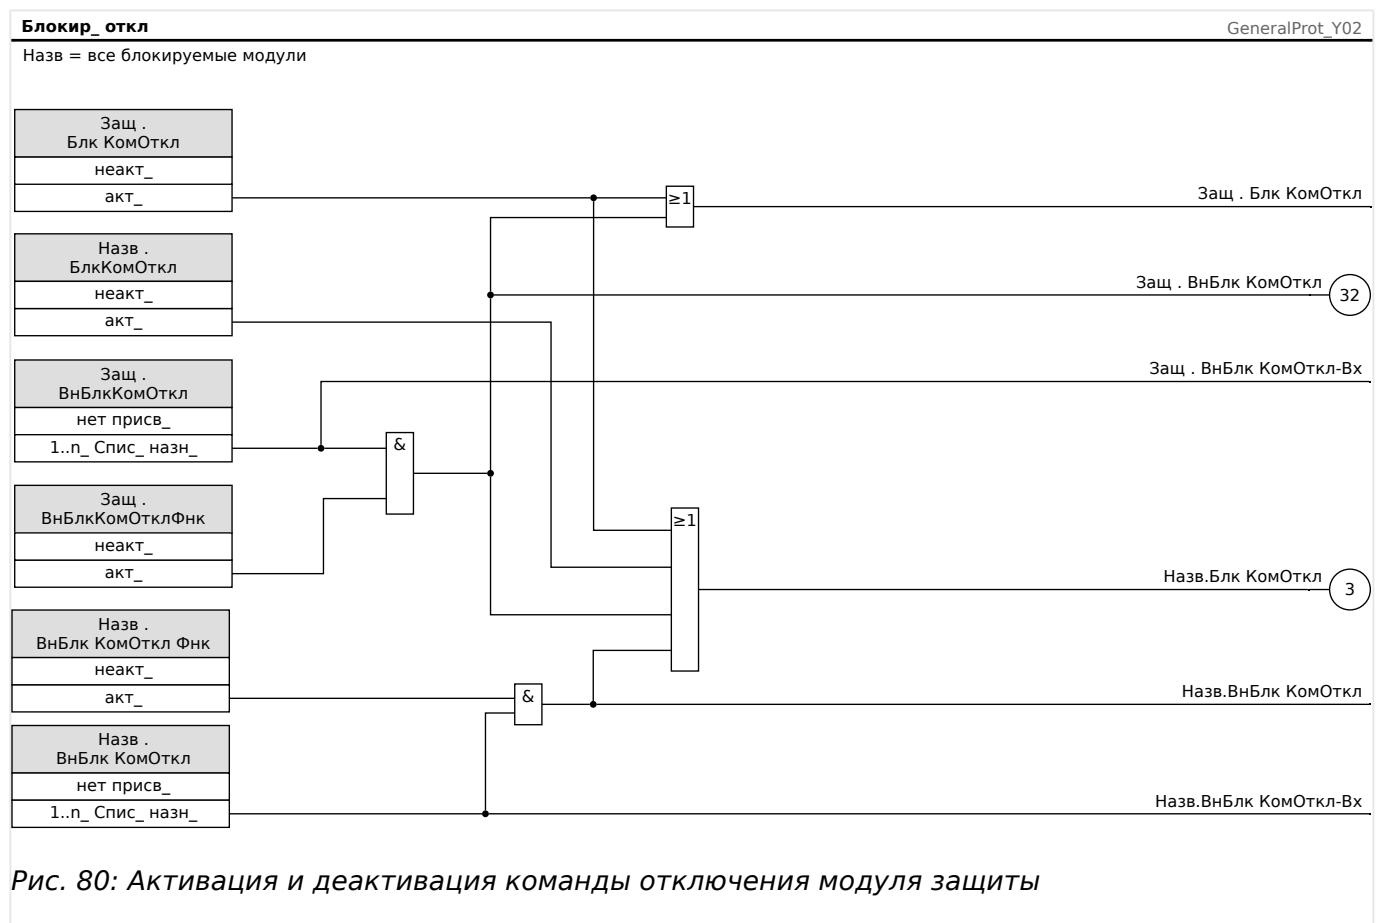 Блокир_ откл
GeneralProt_Y02
Назв = все блокируемые модули
Защ .
Блк КомОткл
неакт_
акт_
≥1
Защ . Блк КомОткл
Назв .
БлкКомОткл
неакт_
акт_
Защ . ВнБлк КомОткл
32
Защ .
ВнБлкКомОткл
нет присв_
1..n_ Спис_ назн_
Защ . ВнБлк КомОткл-Вх
&
Защ .
ВнБлкКомОтклФнк
неакт_
акт_
≥1
Назв.Блк КомОткл
3
Назв .
ВнБлк КомОткл Фнк
неакт_
акт_
&
Назв.ВнБлк КомОткл
Назв .
ВнБлк КомОткл
нет присв_
1..n_ Спис_ назн_
Назв.ВнБлк КомОткл-Вх
Рис. 80: Активация и деактивация команды отключения модуля защиты